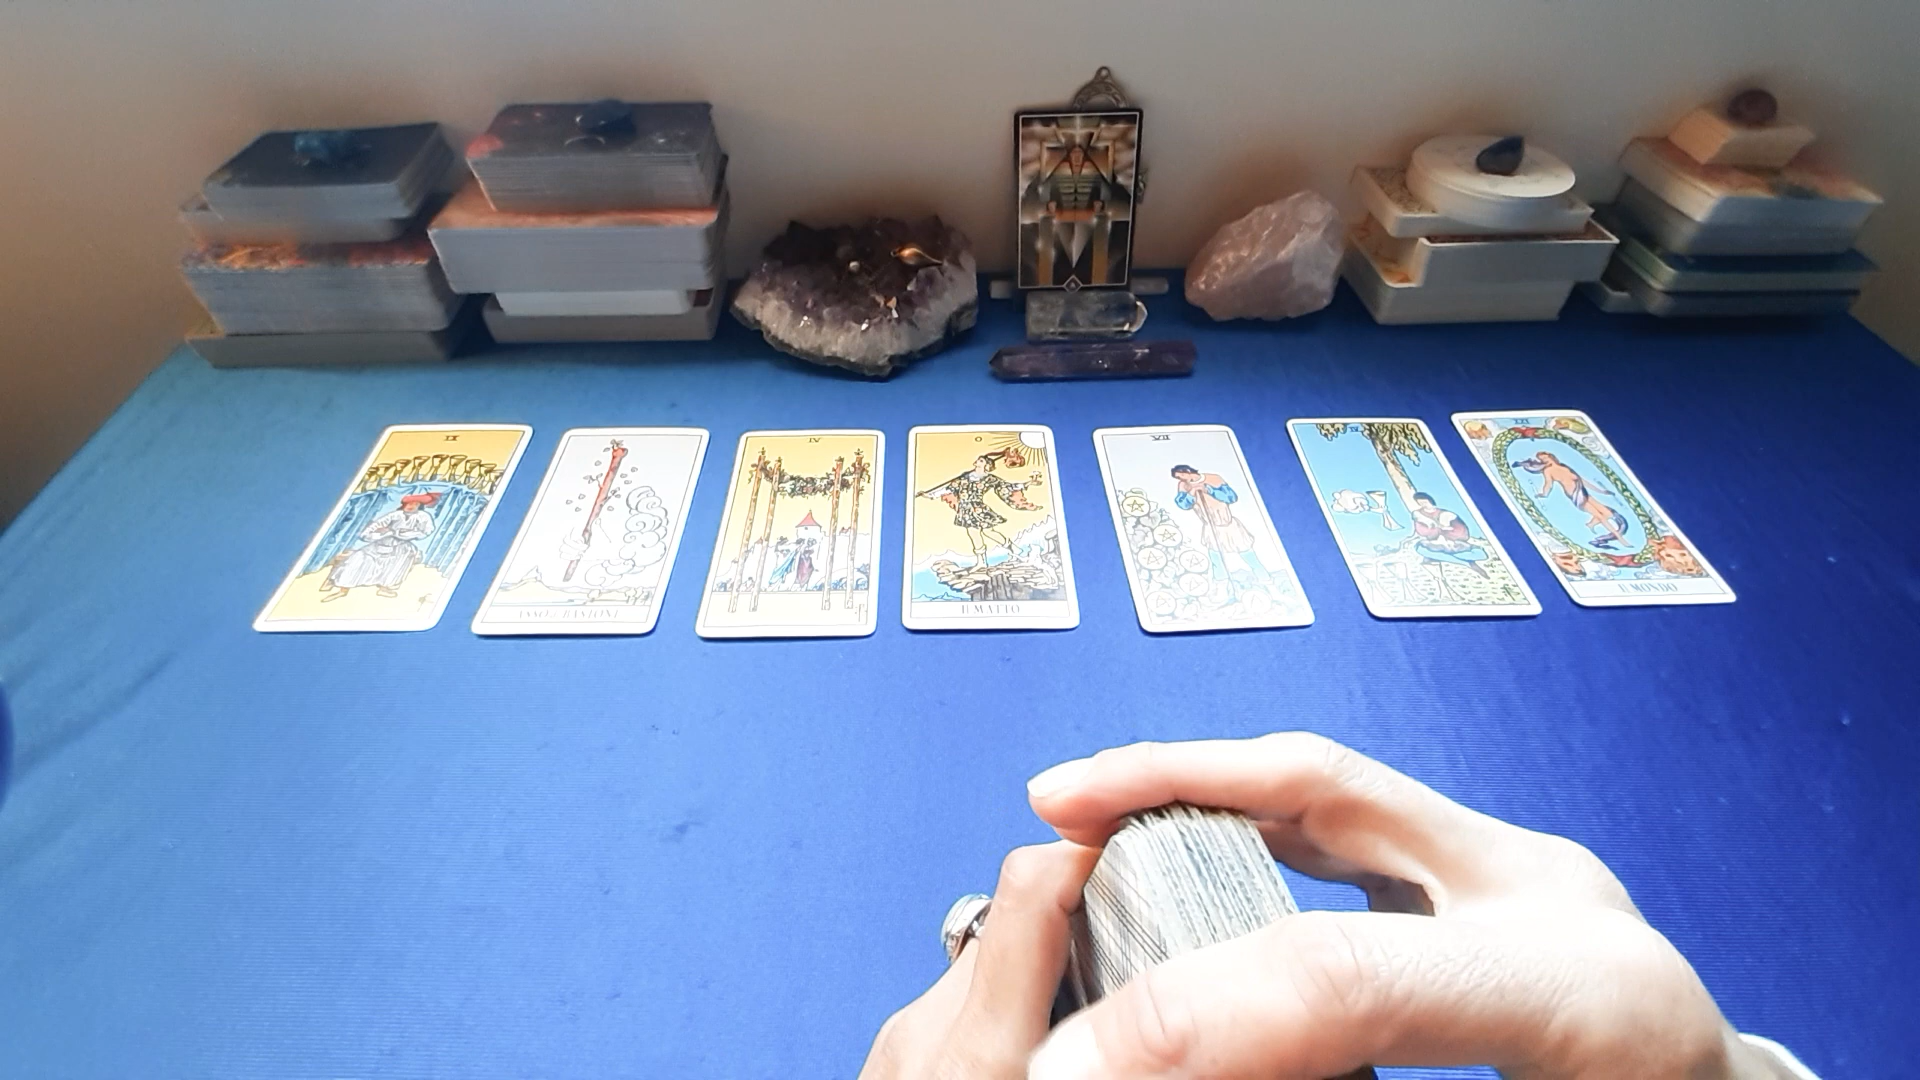 IX
IV
0
VII
IV
XXI
ASSO di BASTONI
IL MATTO
IL MONDO